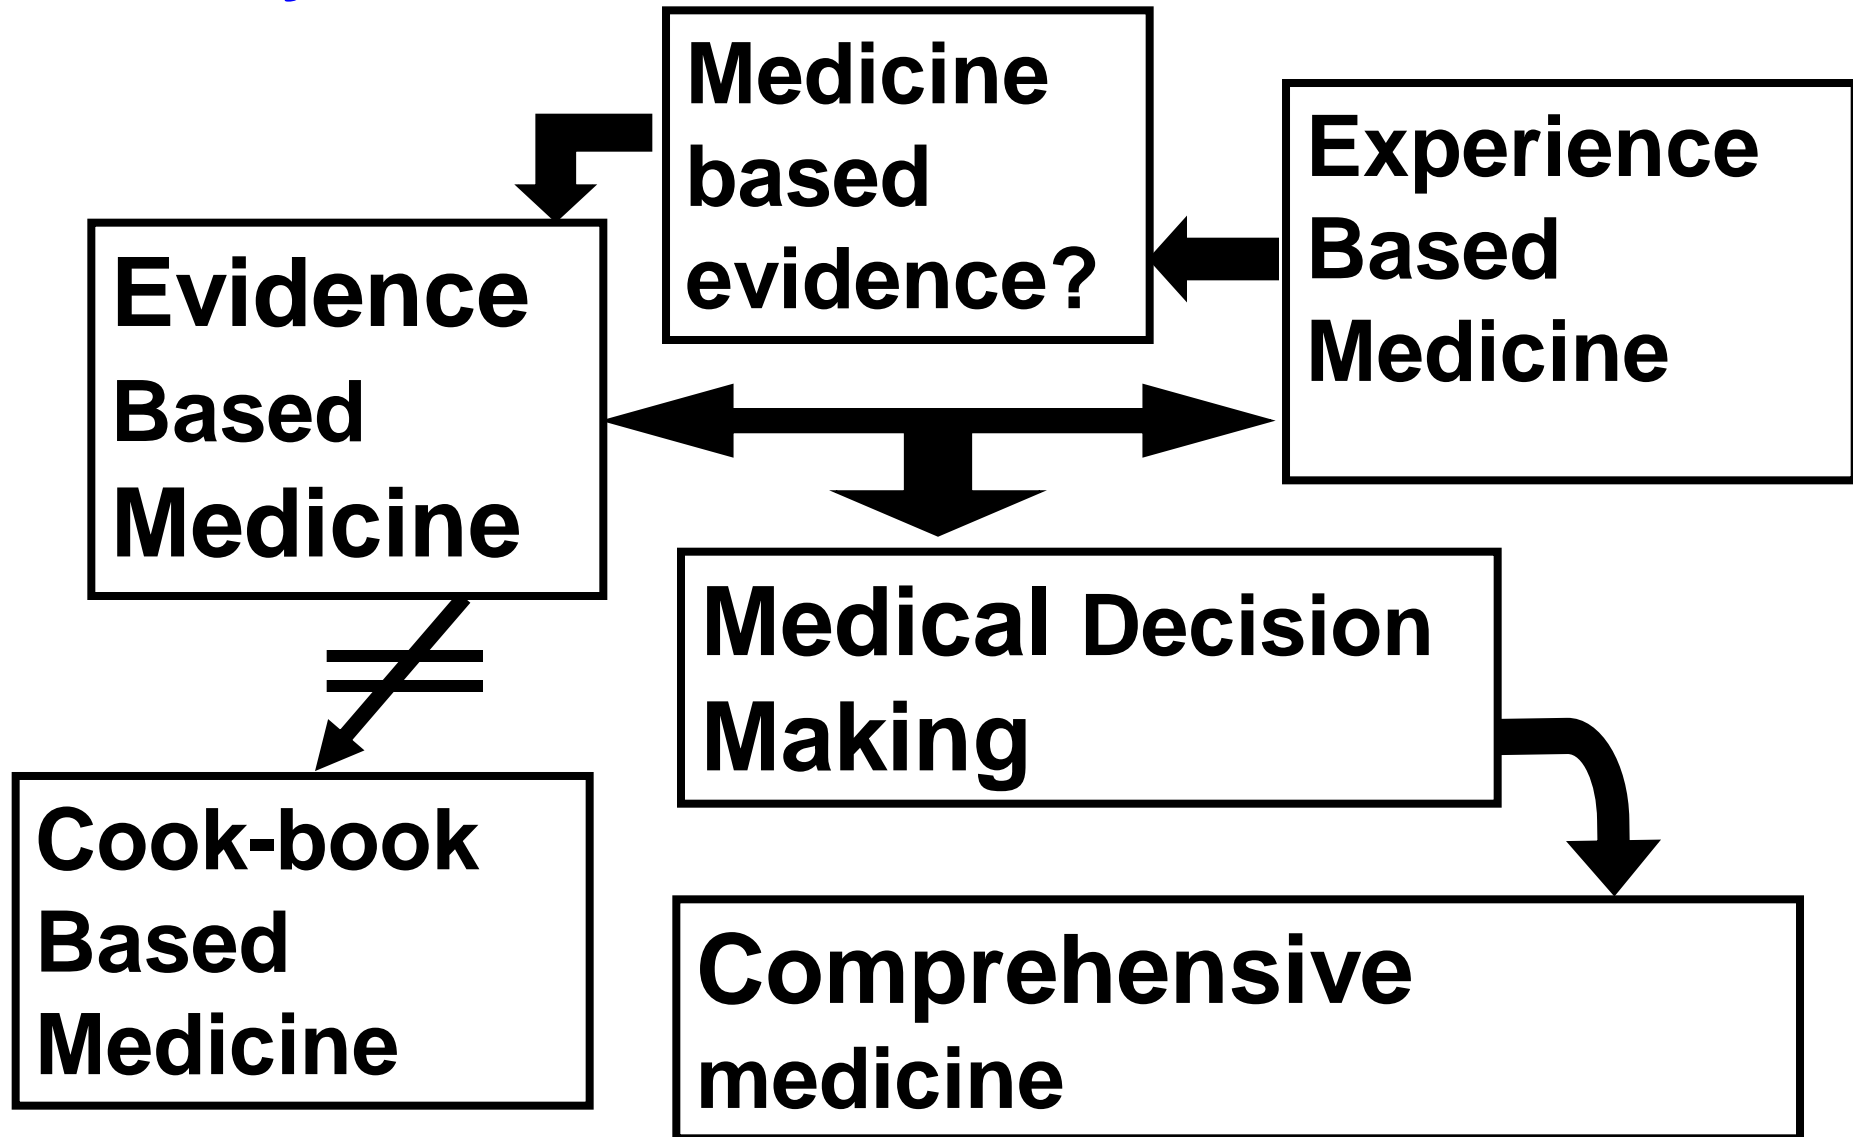 Medicine
based
evidence?
Experience
Based
Medicine
Evidence
Based
Medicine
Medical Decision
Making
Cook-book
Based
Medicine
Comprehensive
medicine